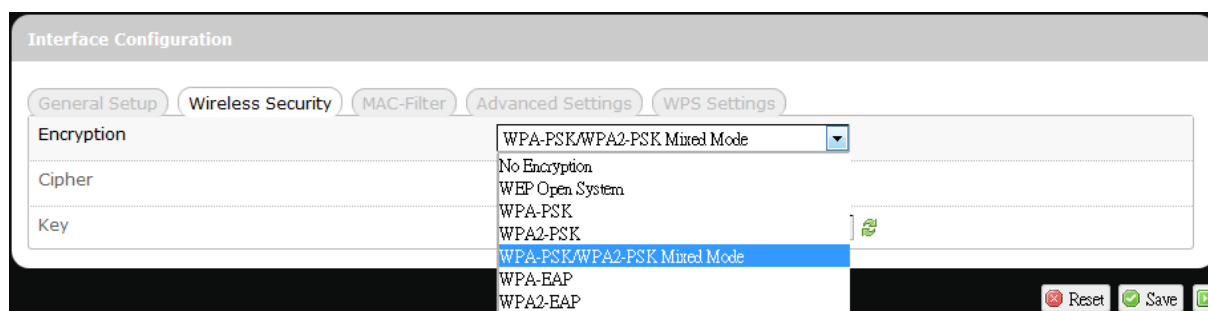 Interface Configuration
General Setup Wireless Security MAC-Filter Advanced Settings WPS Settings
Encryption WPA-PSK/WPA2-PSK Mixed Mode
No Encryption
Cipher
WEP Open System
WPA-PSK
Key
WPA2-PSK
WPA-PSK/WPA2-PSK Mixed Mode
WPA-EAP
WPA2-EAP
Reset Save